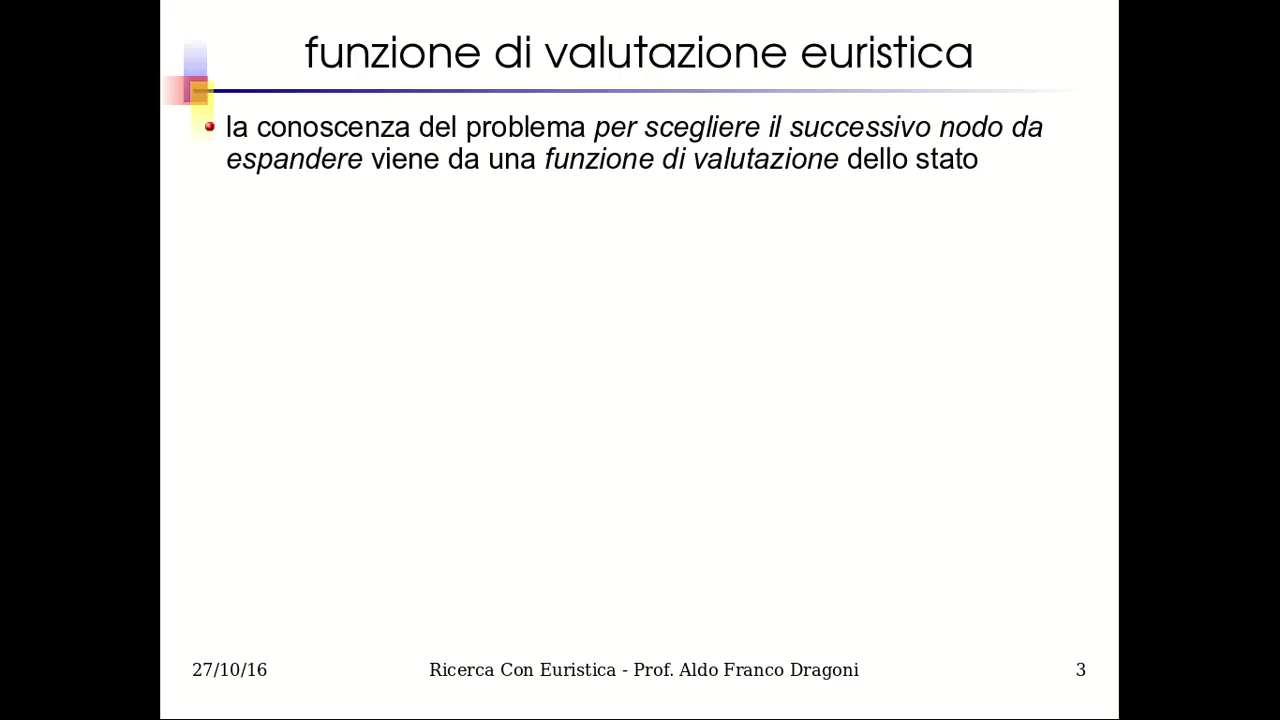 funzione di valutazione euristica
la conoscenza del problema per scegliere il successivo nodo da
espandere viene da una funzione di valutazione dello stato
27/10/16
Ricerca Con Euristica - Prof. Aldo Franco Dragoni
3